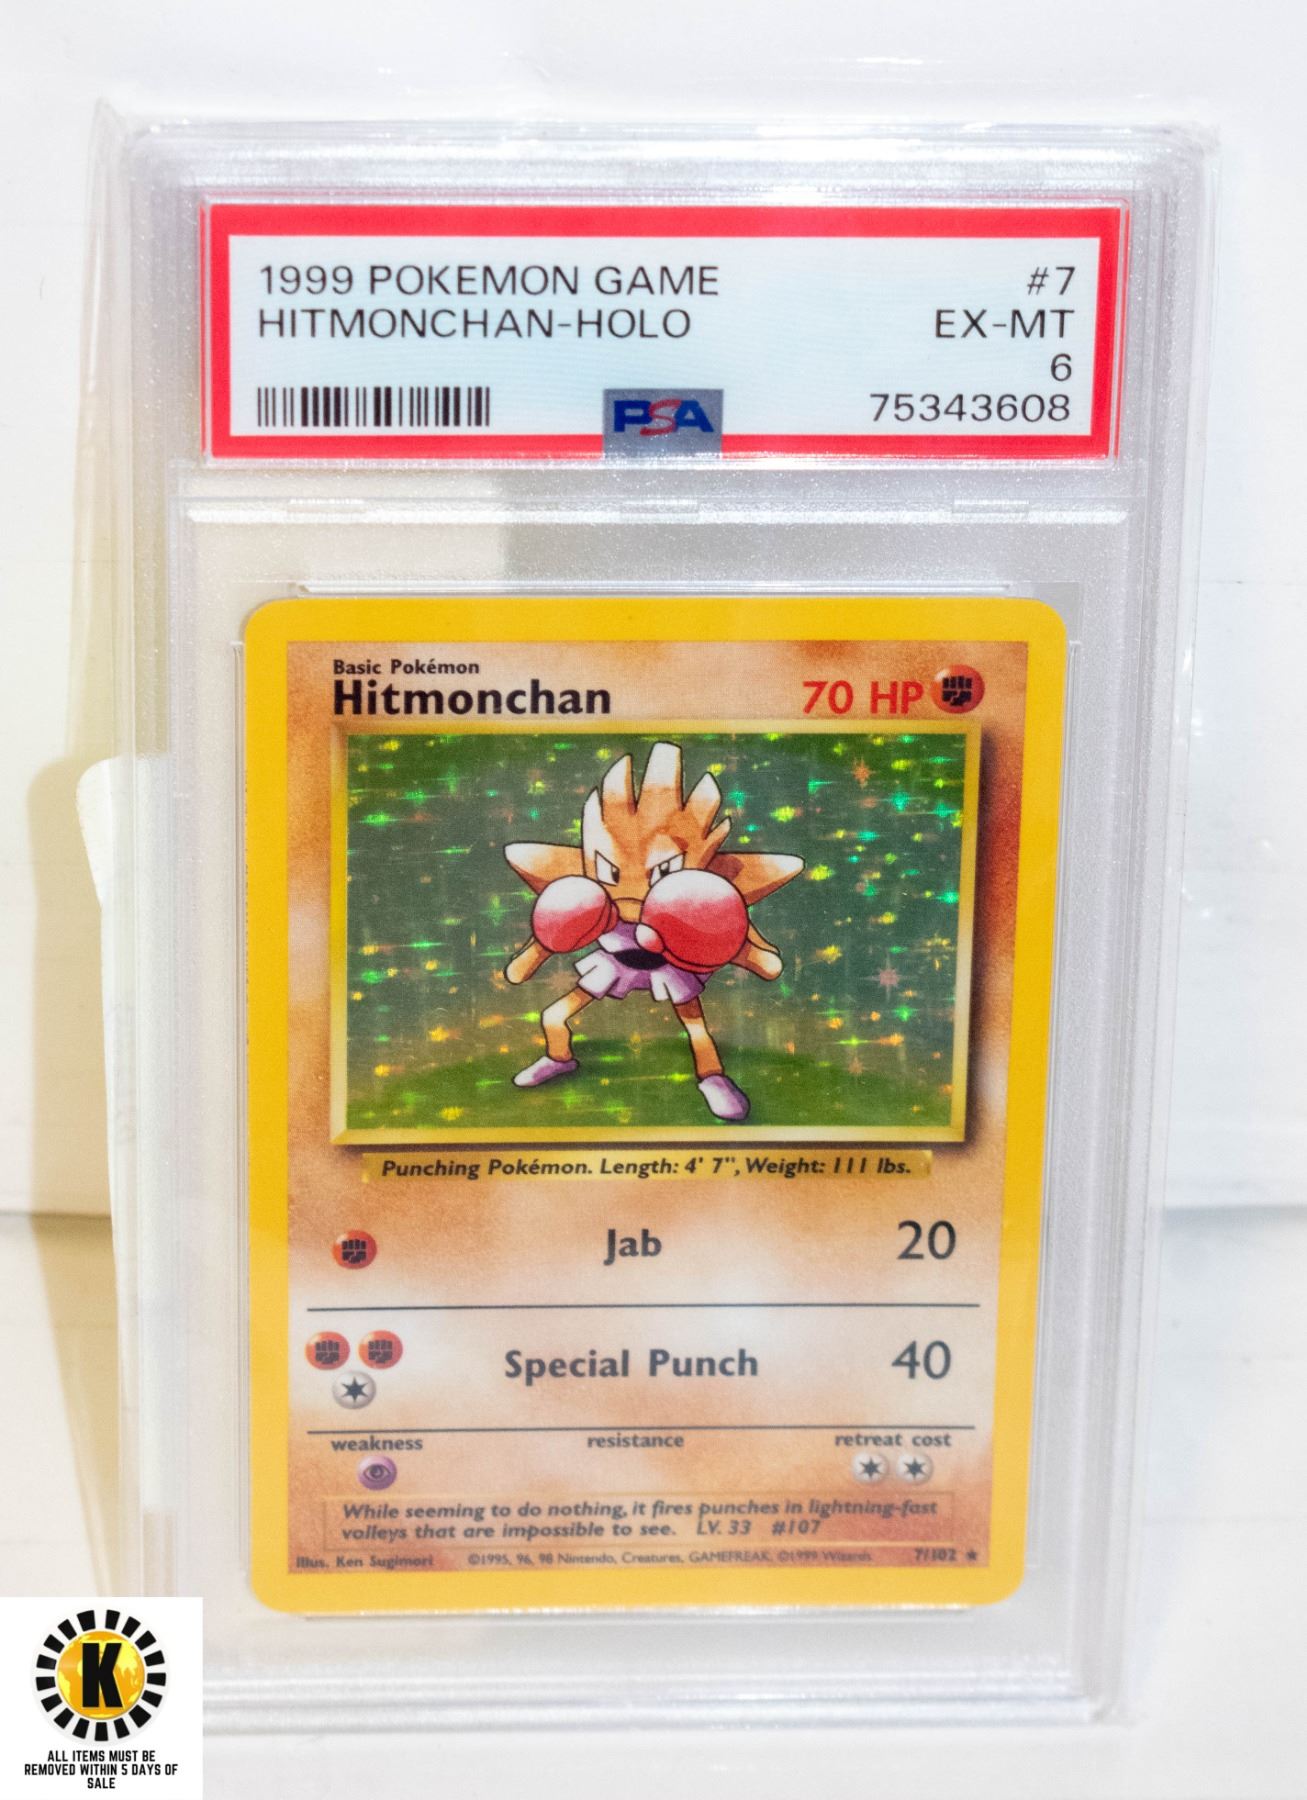 1999 POKEMON GAME #7
HITMONCHAN-HOLO EX-MT
6
PSA 75343608
Basic Pokémon
Hitmonchan 70 HP
Punching Pokémon. Length: 4' 7", Weight: 111 lbs.
Jab 20
Special Punch 40
weakness resistance retreat cost
While seeming to do nothing, it fires punches in lightning-fast
volleys that are impossible to see. LV. 33 #107
Illus. Ken Sugimori ©1995, 96, 98 Nintendo, Creatures, GAMEFREAK. ©1999 Wizards 7/102 ★
K
ALL ITEMS MUST BE
REMOVED WITHIN 5 DAYS OF
SALE